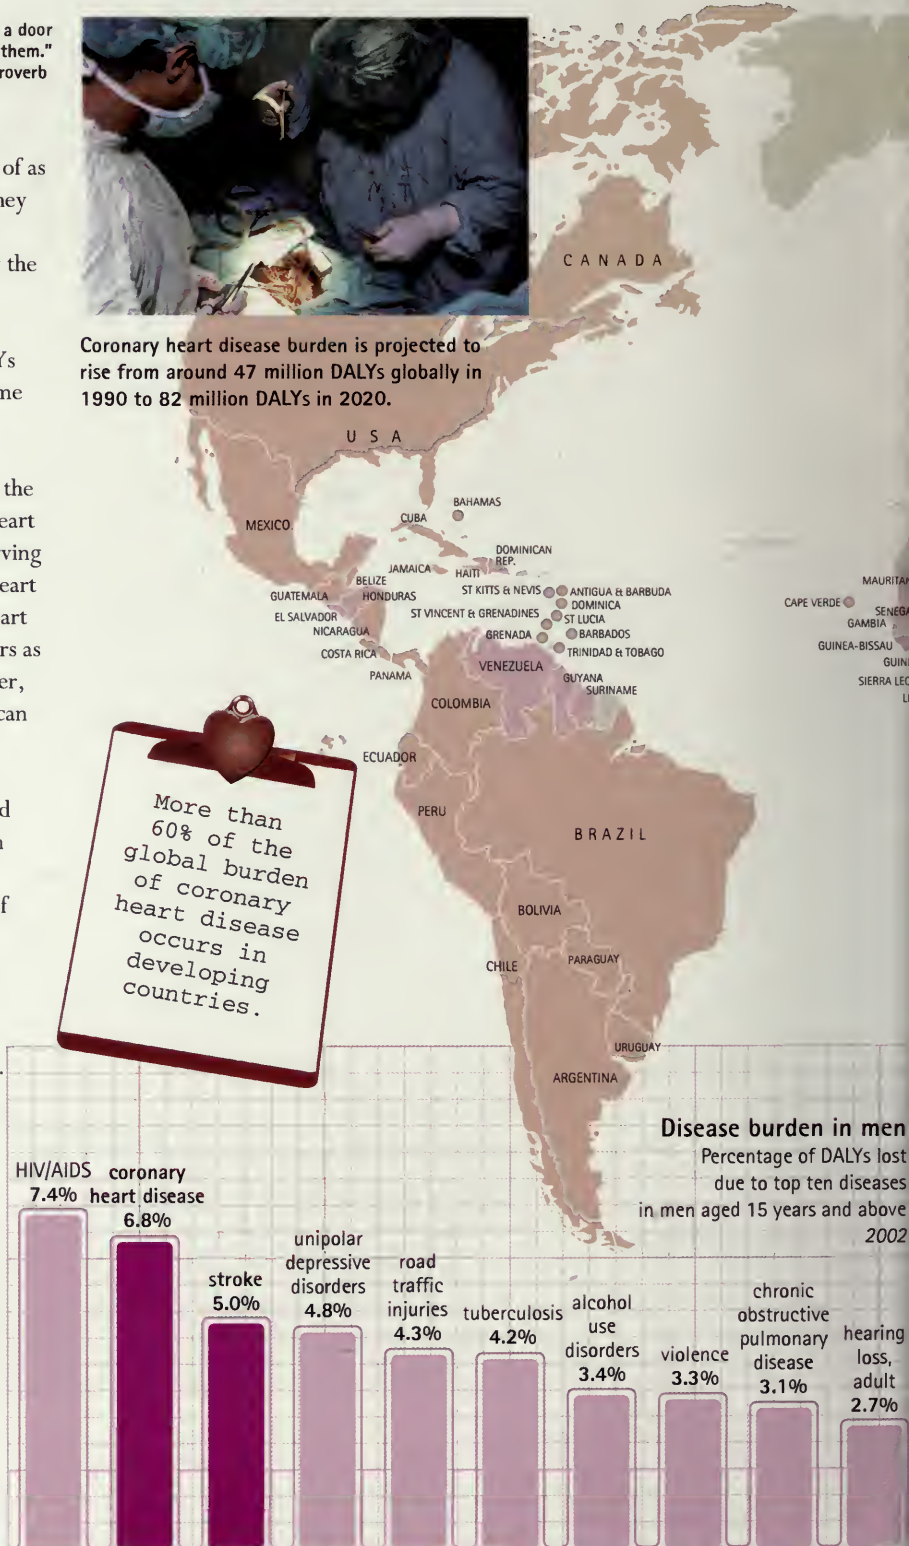 a door
them."
roverb
of as
ney
the
Ys
me
the
eart
ving
eart
art
rs as
er,
can
d
n
f
Coronary heart disease burden is projected to
rise from around 47 million DALYs globally in
1990 to 82 million DALYs in 2020.
CANADA
USA
MEXICO
BAHAMAS
CUBA
DOMINICAN
REP.
JAMAICA
HAITI
BELIZE
GUATEMALA
HONDURAS
EL SALVADOR
NICARAGUA
COSTA RICA
PANAMA
ST KITTS & NEVIS
ANTIGUA & BARBUDA
DOMINICA
ST VINCENT & GRENADINES
ST LUCIA
GRENADA
BARBADOS
TRINIDAD & TOBAGO
VENEZUELA
GUYANA
SURINAME
COLOMBIA
ECUADOR
PERU
BRAZIL
BOLIVIA
CHILE
PARAGUAY
URUGUAY
ARGENTINA
MAURITAN
CAPE VERDE
SENEGA
GAMBIA
GUINEA-BISSAU
GUIN
SIERRA LEO
L
More than
60% of the
global burden
of coronary
heart disease
occurs in
developing
countries.
Disease burden in men
Percentage of DALYs lost
due to top ten diseases
in men aged 15 years and above
2002
HIV/AIDS
7.4%
coronary
heart disease
6.8%
stroke
5.0%
unipolar
depressive
disorders
4.8%
road
traffic
injuries
4.3%
tuberculosis
4.2%
alcohol
use
disorders
3.4%
violence
3.3%
chronic
obstructive
pulmonary
disease
3.1%
hearing
loss,
adult
2.7%